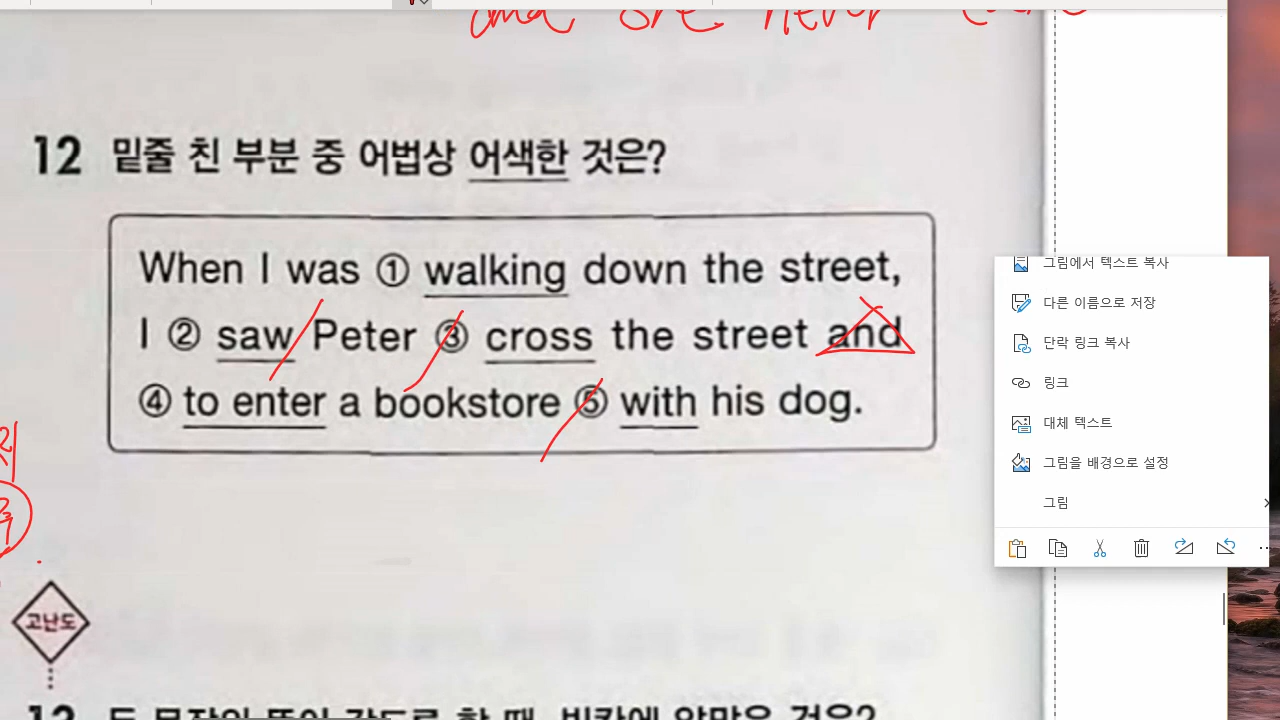 and she never
12 밑줄 친 부분 중 어법상 어색한 것은?
When I was ① walking down the street,
I ② saw Peter ③ cross the street and
④ to enter a bookstore ⑤ with his dog.
고난도
그림에서 텍스트 복사
다른 이름으로 저장
단락 링크 복사
링크
대체 텍스트
그림을 배경으로 설정
그림